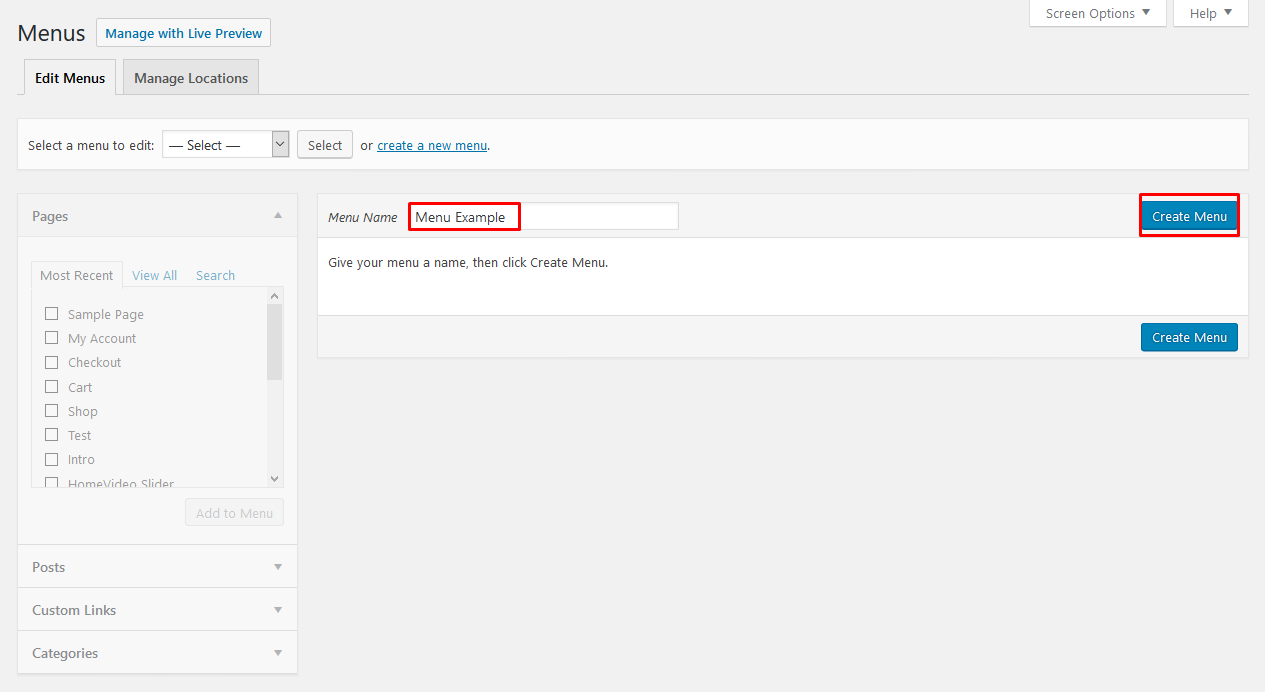 Screen Options Help
Menus Manage with Live Preview
Edit Menus Manage Locations
Select a menu to edit: — Select — Select or create a new menu.
Pages
Most Recent View All Search
Sample Page
My Account
Checkout
Cart
Shop
Test
Intro
HomeVideo Slider
Add to Menu
Posts
Custom Links
Categories
Menu Name Menu Example Create Menu
Give your menu a name, then click Create Menu.
Create Menu